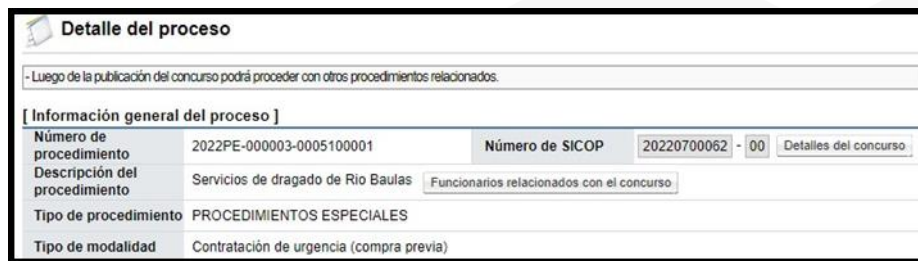 Detalle del proceso
- Luego de la publicación del concurso podrá proceder con otros procedimientos relacionados.
[ Información general del proceso ]
Número de procedimiento 2022PE-000003-0005100001 Número de SICOP 20220700062 - 00 Detalles del concurso
Descripción del procedimiento Servicios de dragado de Rio Baulas Funcionarios relacionados con el concurso
Tipo de procedimiento PROCEDIMIENTOS ESPECIALES
Tipo de modalidad Contratación de urgencia (compra previa)